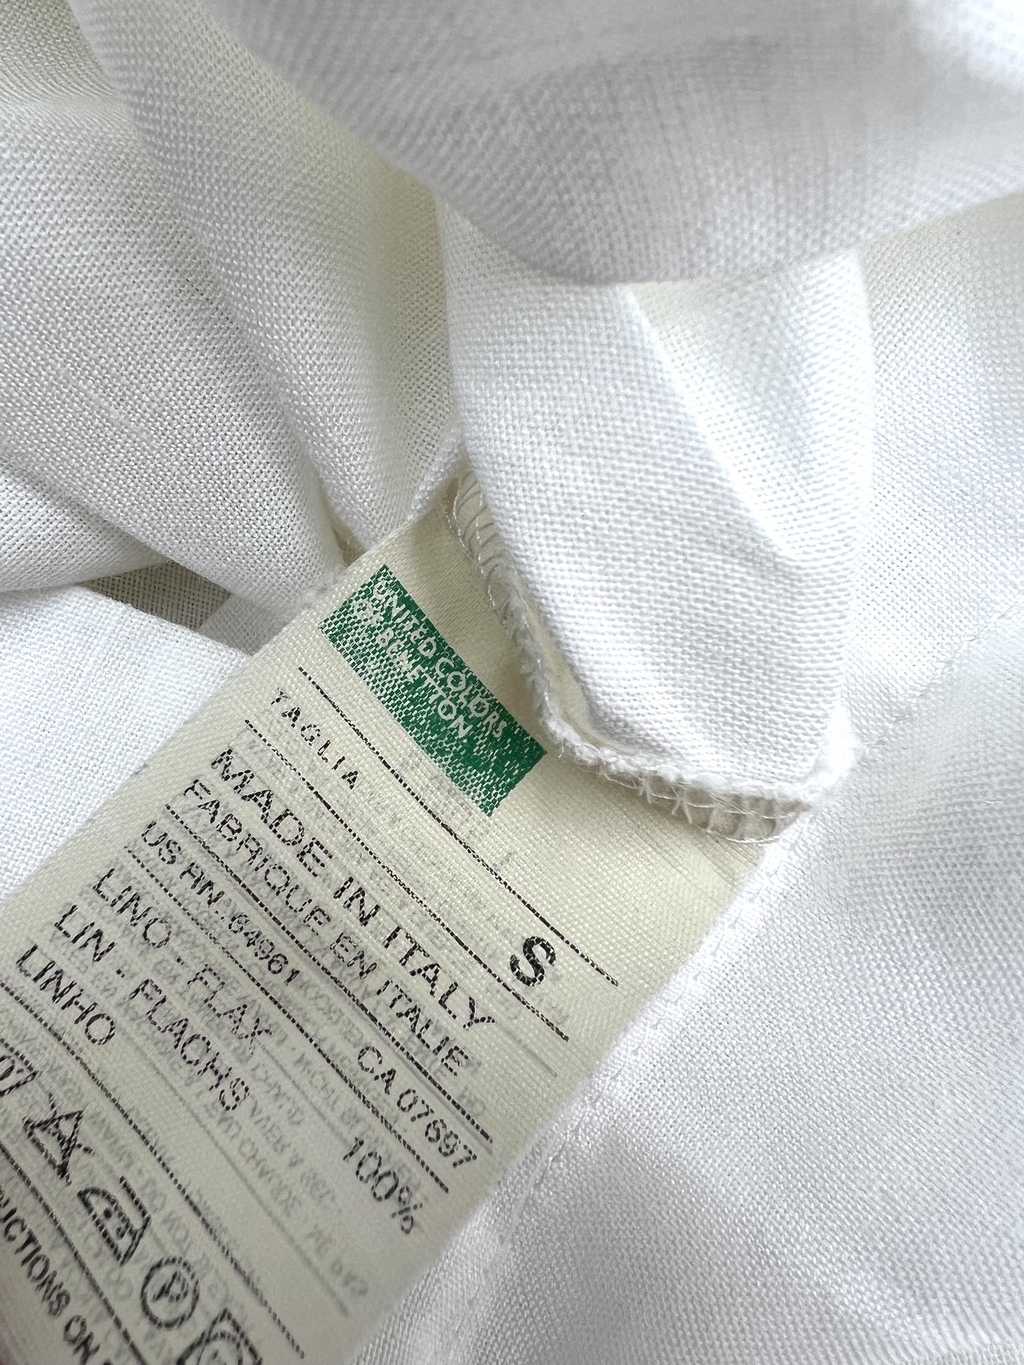 UNITED COLORS
OF BENETTON
TAGLIA S
MADE IN ITALY
FABRIQUE EN ITALIE
US RN.:84961 CA 07697
LINO - FLAX 100%
LIN - FLACHS
LINHO
P